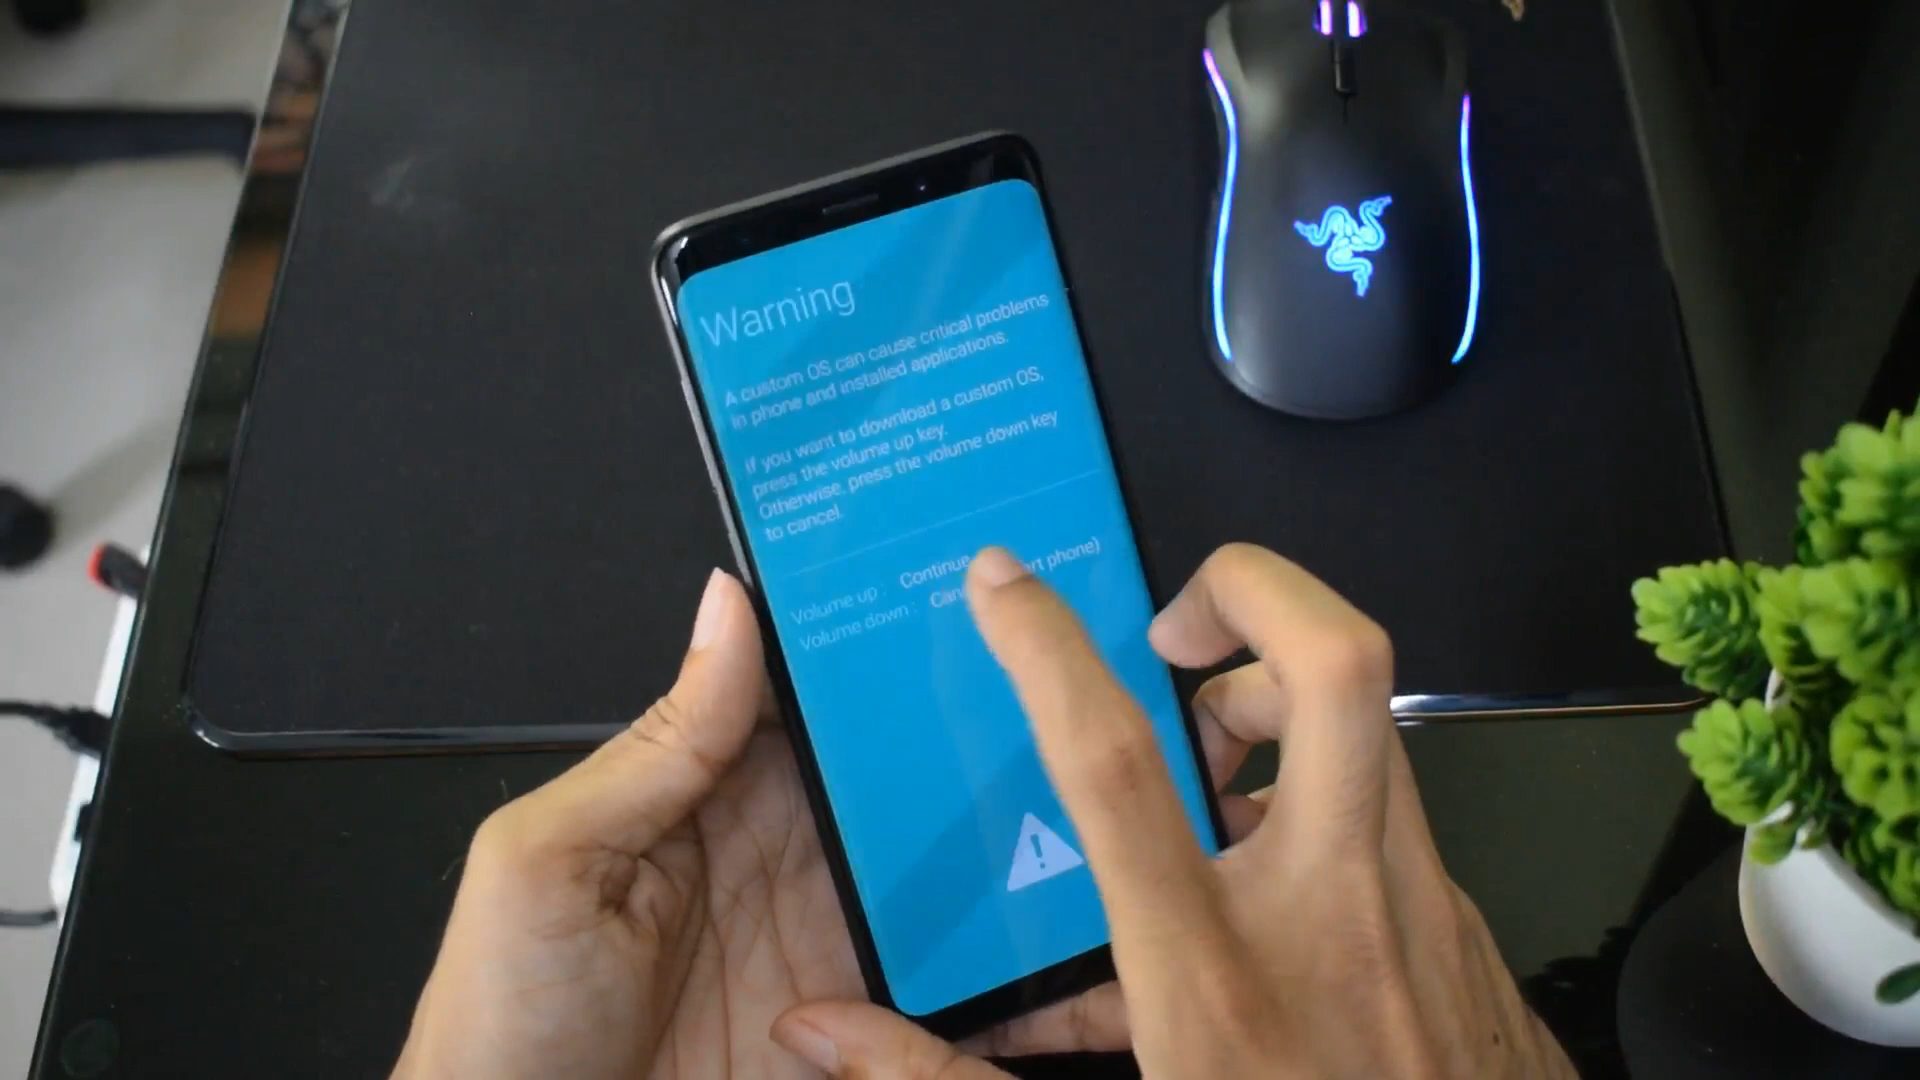 Warning
A custom OS can cause critical problems
in phone and installed applications.
If you want to download a custom OS,
press the volume up key.
Otherwise, press the volume down key
to cancel.
Volume up : Continue
Volume down : phone)